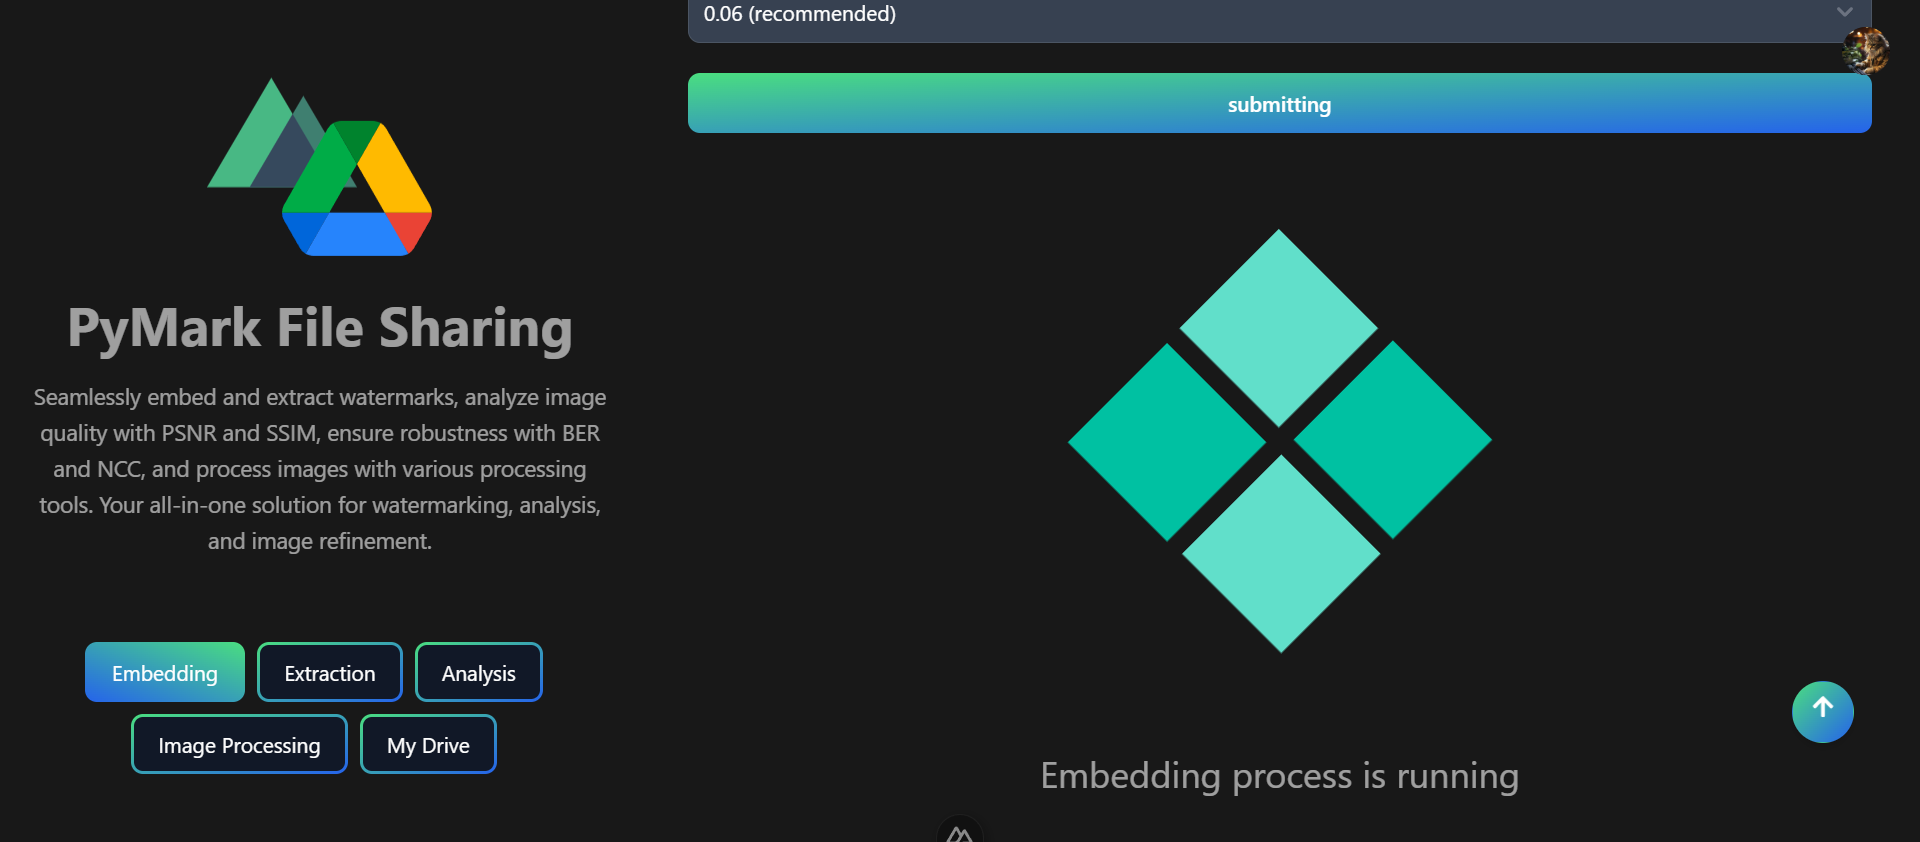 0.06 (recommended)
submitting
PyMark File Sharing
Seamlessly embed and extract watermarks, analyze image
quality with PSNR and SSIM, ensure robustness with BER
and NCC, and process images with various processing
tools. Your all-in-one solution for watermarking, analysis,
and image refinement.
Embedding
Extraction
Analysis
Image Processing
My Drive
Embedding process is running